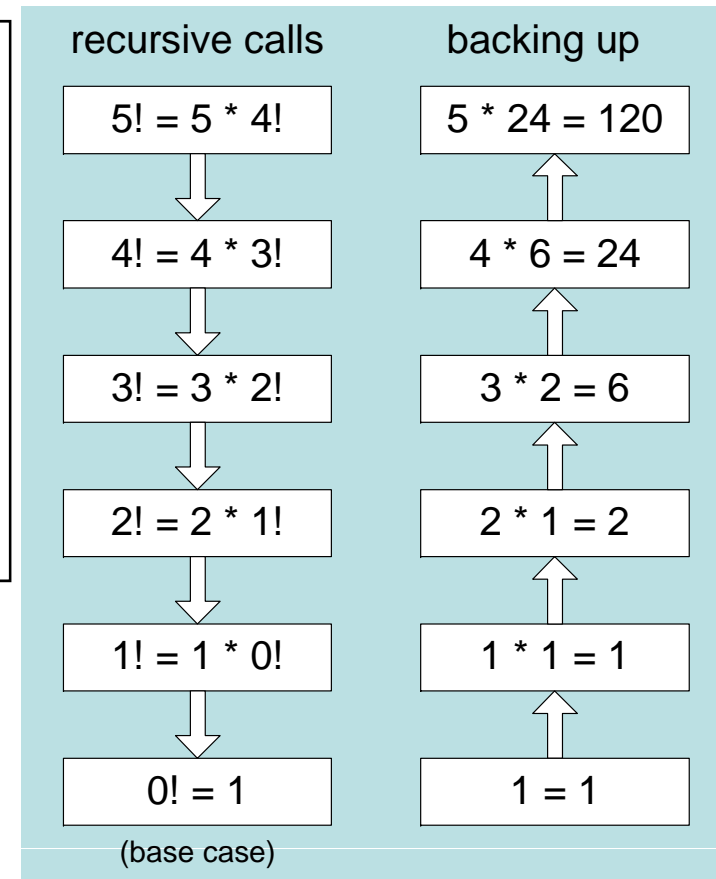 recursive calls
5! = 5 * 4!
4! = 4 * 3!
3! = 3 * 2!
2! = 2 * 1!
1! = 1 * 0!
0! = 1
(base case)
backing up
5 * 24 = 120
4 * 6 = 24
3 * 2 = 6
2 * 1 = 2
1 * 1 = 1
1 = 1